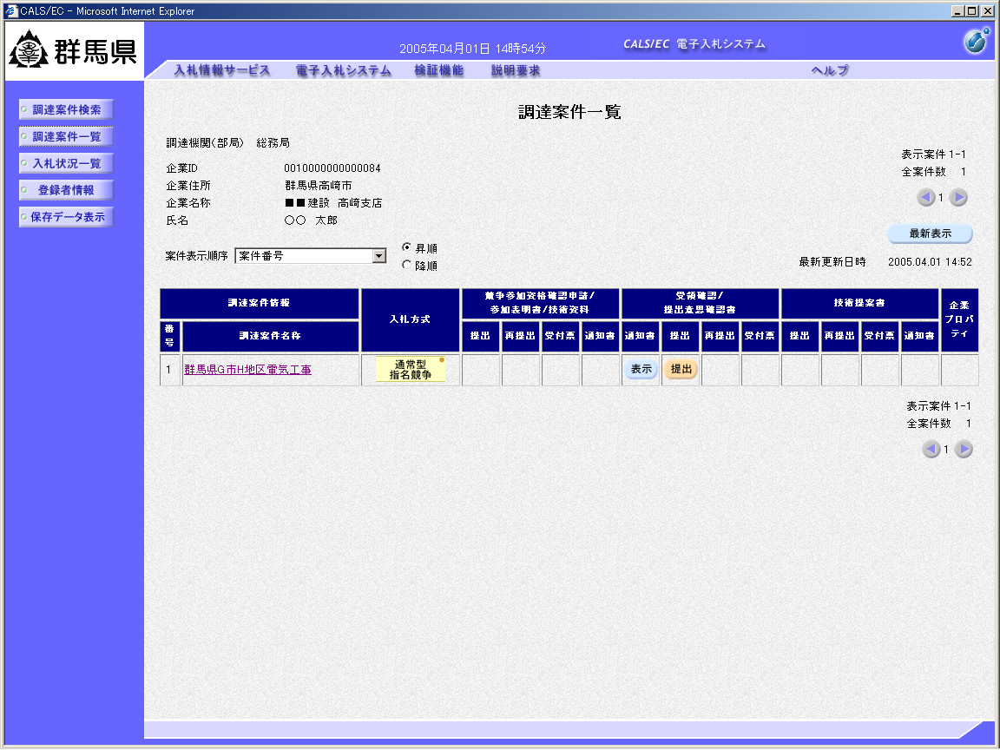 CALS/EC - Microsoft Internet Explorer
群馬県
2005年04月01日 14時54分
CALS/EC 電子入札システム
入札情報サービス 電子入札システム 検証機能 説明要求 ヘルプ
調達案件検索
調達案件一覧
入札状況一覧
登録者情報
保存データ表示
調達案件一覧
調達機関(部局) 総務局
企業ID 0010000000000084
企業住所 群馬県高崎市
企業名称 ■■建設 高崎支店
氏名 〇〇 太郎
表示案件 1-1
全案件数 1
1
最新表示
案件表示順序 案件番号
昇順
降順
最新更新日時 2005.04.01 14:52
調達案件情報
入札方式
競争参加資格確認申請/
参加表明書/技術資料
受領確認/
提出意思確認書
技術提案書
企業
プロパ
ティ
番
号
調達案件名称
提出 再提出 受付票 通知書 通知書 提出 再提出 受付票 提出 再提出 受付票 通知書
1 群馬県G市H地区電気工事
通常型
指名競争
表示 提出
表示案件 1-1
全案件数 1
1